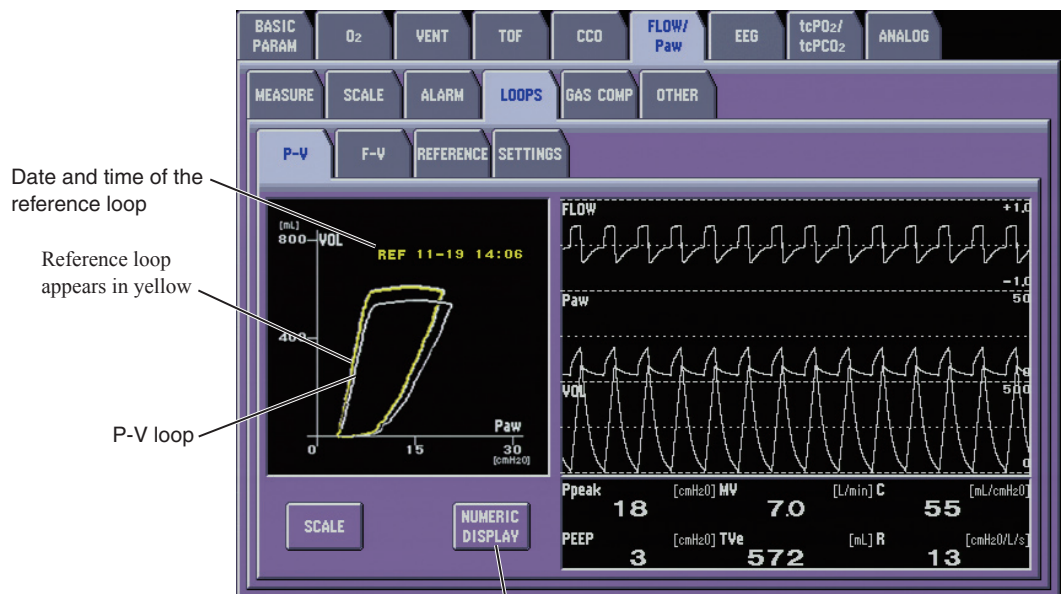 BASIC PARAM O2 VENT TOF CCO FLOW/ Paw EEG tcPO2/ tcPCO2 ANALOG
MEASURE SCALE ALARM LOOPS GAS COMP OTHER
P-V F-V REFERENCE SETTINGS
Date and time of the
reference loop
Reference loop
appears in yellow
P-V loop
[mL]
800 VOL
REF 11-19 14:06
400
Paw
0 15 30
[cmH2O]
SCALE
NUMERIC
DISPLAY
FLOW +1.0
-1.0
Paw 50
0
VOL 500
0
Ppeak [cmH2O] MV [L/min] C [mL/cmH2O]
18 7.0 55
PEEP [cmH2O] TVe [mL] R [cmH2O/L/s]
3 572 13